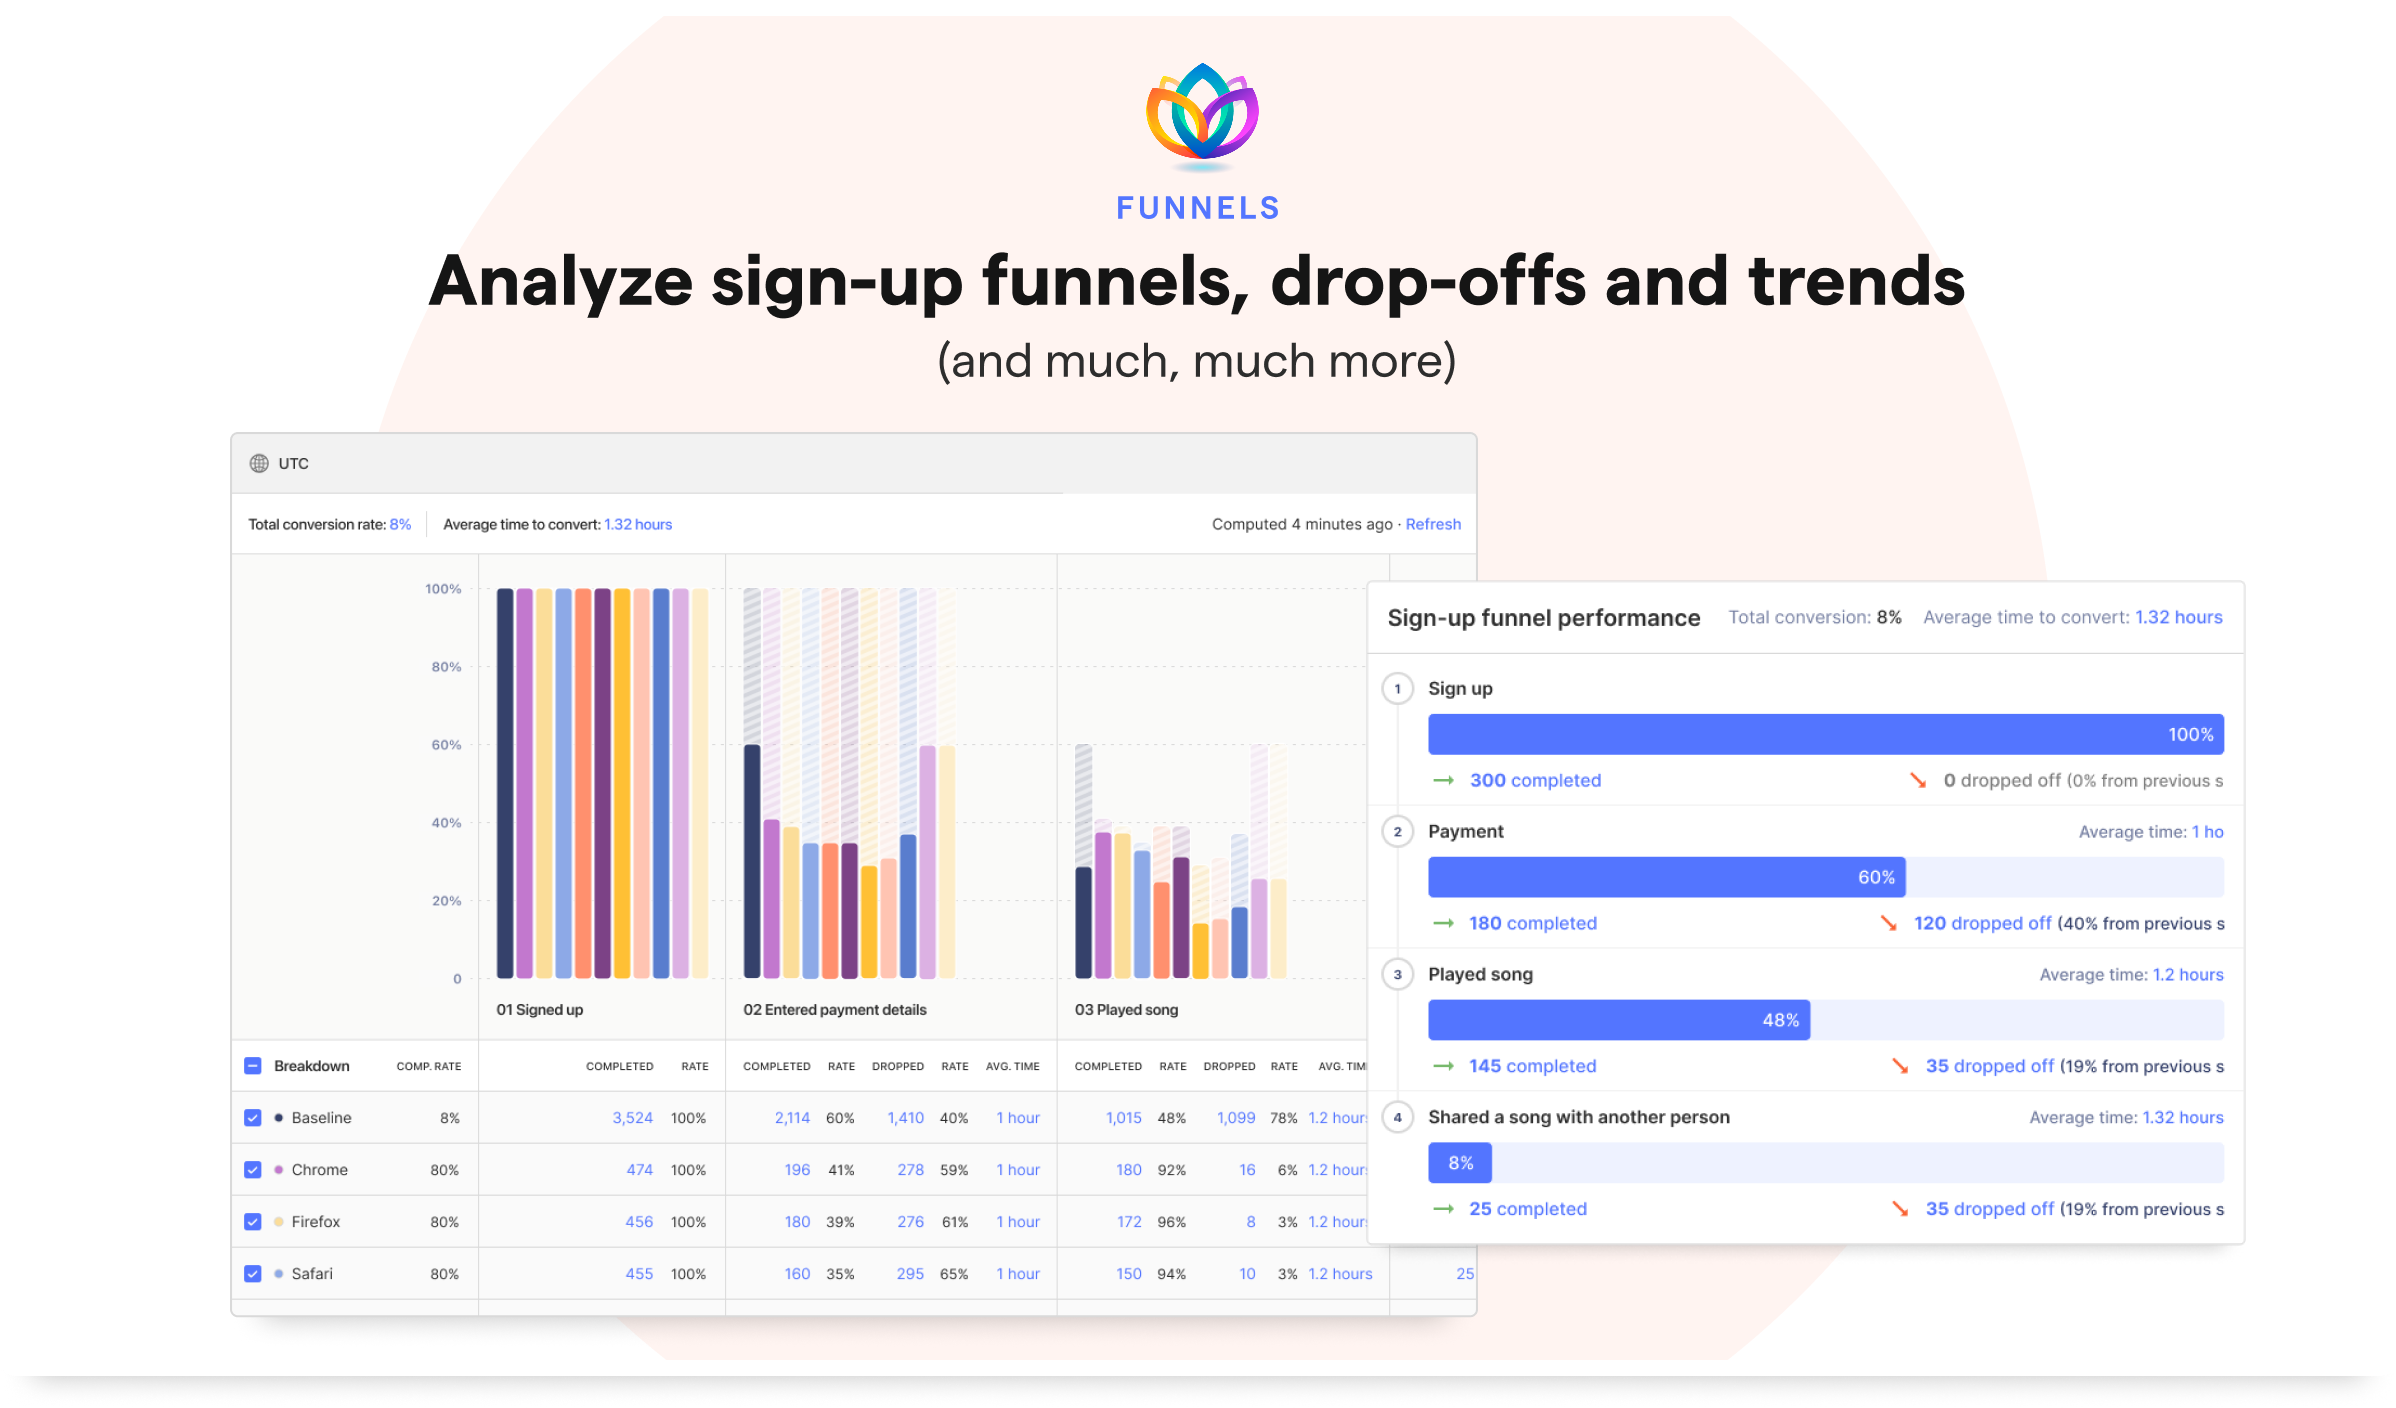 FUNNELS
Analyze sign-up funnels, drop-offs and trends
(and much, much more)
UTC
Total conversion rate: 8% Average time to convert: 1.32 hours Computed 4 minutes ago · Refresh
100%
80%
60%
40%
20%
0
01 Signed up 02 Entered payment details 03 Played song
Breakdown COMP. RATE COMPLETED RATE COMPLETED RATE DROPPED RATE AVG. TIME COMPLETED RATE DROPPED RATE AVG. TIM
Baseline 8% 3,524 100% 2,114 60% 1,410 40% 1 hour 1,015 48% 1,099 78% 1.2 hours
Chrome 80% 474 100% 196 41% 278 59% 1 hour 180 92% 16 6% 1.2 hours
Firefox 80% 456 100% 180 39% 276 61% 1 hour 172 96% 8 3% 1.2 hours
Safari 80% 455 100% 160 35% 295 65% 1 hour 150 94% 10 3% 1.2 hours 25
Sign-up funnel performance Total conversion: 8% Average time to convert: 1.32 hours
1 Sign up
100%
300 completed 0 dropped off (0% from previous s
2 Payment Average time: 1 ho
60%
180 completed 120 dropped off (40% from previous s
3 Played song Average time: 1.2 hours
48%
145 completed 35 dropped off (19% from previous s
4 Shared a song with another person Average time: 1.32 hours
8%
25 completed 35 dropped off (19% from previous s